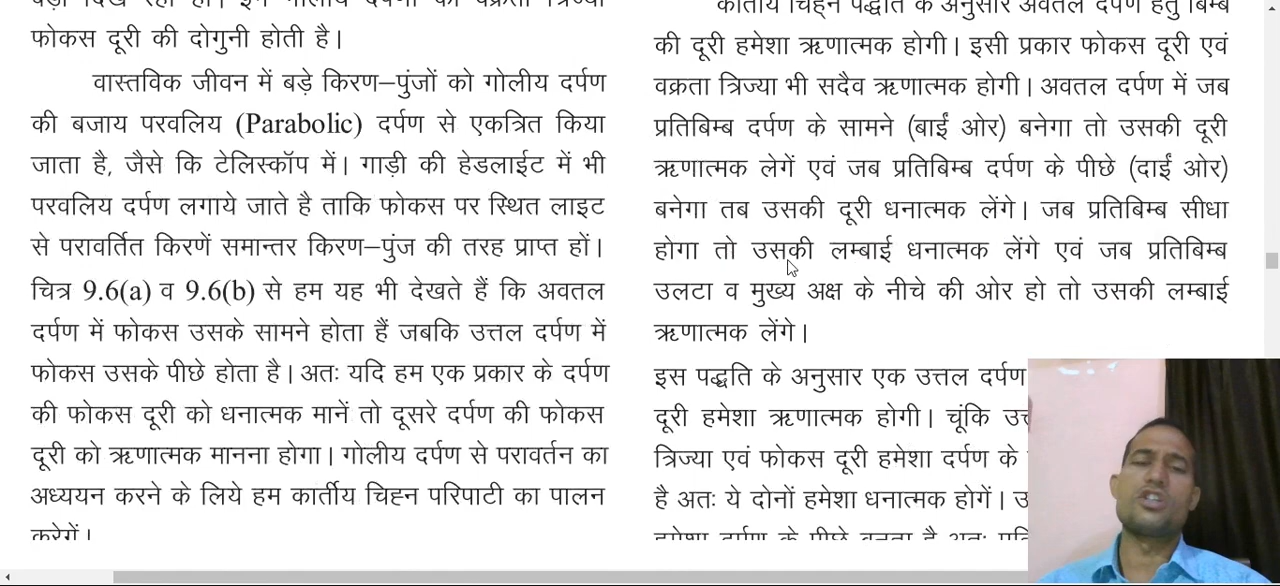 फोकस दूरी की दोगुनी होती है।
वास्तविक जीवन में बड़े किरण–पुंजों को गोलीय दर्पण
की बजाय परवलिय (Parabolic) दर्पण से एकत्रित किया
जाता है, जैसे कि टेलिस्कॉप में। गाड़ी की हेडलाईट में भी
परवलिय दर्पण लगाये जाते है ताकि फोकस पर स्थित लाइट
से परावर्तित किरणें समान्तर किरण–पुंज की तरह प्राप्त हों।
चित्र 9.6(a) व 9.6(b) से हम यह भी देखते हैं कि अवतल
दर्पण में फोकस उसके सामने होता हैं जबकि उत्तल दर्पण में
फोकस उसके पीछे होता है। अतः यदि हम एक प्रकार के दर्पण
की फोकस दूरी को धनात्मक मानें तो दूसरे दर्पण की फोकस
दूरी को ऋणात्मक मानना होगा। गोलीय दर्पण से परावर्तन का
अध्ययन करने के लिये हम कार्तीय चिह्न परिपाटी का पालन
करेगें।
कार्तीय चिह्न पद्धति के अनुसार अवतल दर्पण हेतु बिम्ब
की दूरी हमेशा ऋणात्मक होगी। इसी प्रकार फोकस दूरी एवं
वक्रता त्रिज्या भी सदैव ऋणात्मक होगी। अवतल दर्पण में जब
प्रतिबिम्ब दर्पण के सामने (बाईं ओर) बनेगा तो उसकी दूरी
ऋणात्मक लेगें एवं जब प्रतिबिम्ब दर्पण के पीछे (दाईं ओर)
बनेगा तब उसकी दूरी धनात्मक लेंगे। जब प्रतिबिम्ब सीधा
होगा तो उसकी लम्बाई धनात्मक लेंगे एवं जब प्रतिबिम्ब
उलटा व मुख्य अक्ष के नीचे की ओर हो तो उसकी लम्बाई
ऋणात्मक लेंगे।
इस पद्धति के अनुसार एक उत्तल दर्पण
दूरी हमेशा ऋणात्मक होगी। चूंकि
त्रिज्या एवं फोकस दूरी हमेशा दर्पण के
है अतः ये दोनों हमेशा धनात्मक होगें।